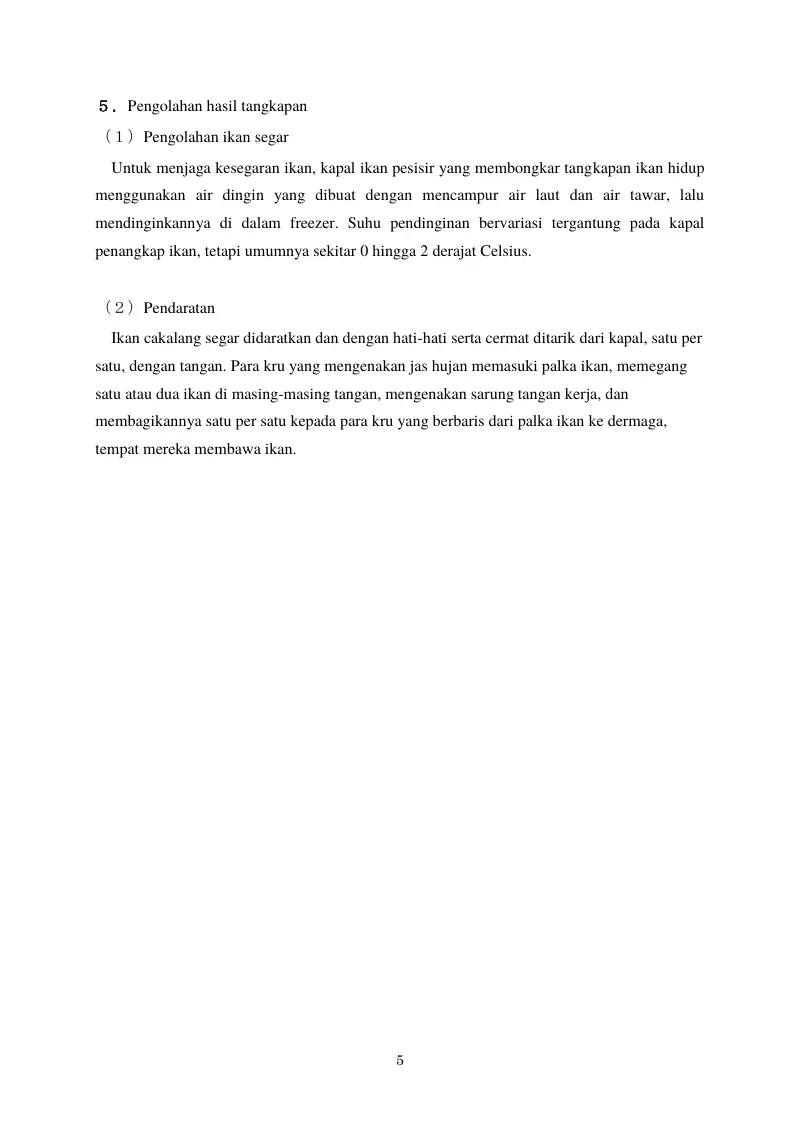 ５．Pengolahan hasil tangkapan
（１）Pengolahan ikan segar
Untuk menjaga kesegaran ikan, kapal ikan pesisir yang membongkar tangkapan ikan hidup
menggunakan air dingin yang dibuat dengan mencampur air laut dan air tawar, lalu
mendinginkannya di dalam freezer. Suhu pendinginan bervariasi tergantung pada kapal
penangkap ikan, tetapi umumnya sekitar 0 hingga 2 derajat Celsius.
（２）Pendaratan
Ikan cakalang segar didaratkan dan dengan hati-hati serta cermat ditarik dari kapal, satu per
satu, dengan tangan. Para kru yang mengenakan jas hujan memasuki palka ikan, memegang
satu atau dua ikan di masing-masing tangan, mengenakan sarung tangan kerja, dan
membagikannya satu per satu kepada para kru yang berbaris dari palka ikan ke dermaga,
tempat mereka membawa ikan.
5